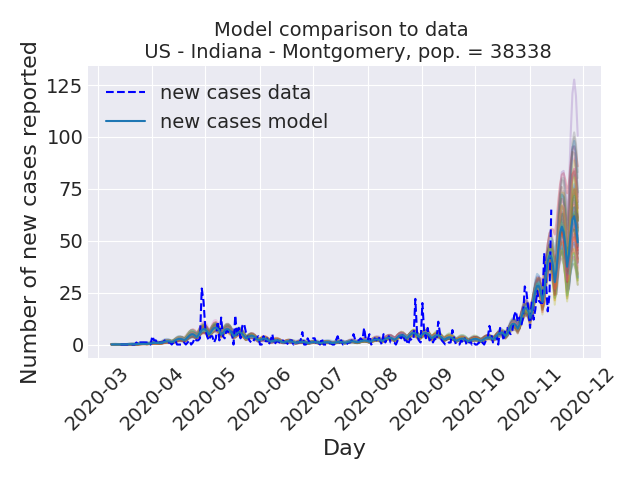 Model comparison to data
US - Indiana - Montgomery, pop. = 38338
Number of new cases reported
125
100
75
50
25
0
new cases data
new cases model
2020-03
2020-04
2020-05
2020-06
2020-07
2020-08
2020-09
2020-10
2020-11
2020-12
Day